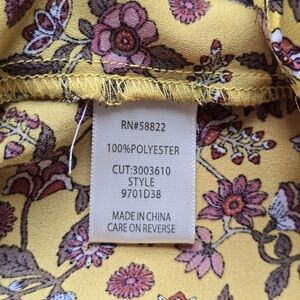 RN#58822
100%POLYESTER
CUT:3003610
STYLE
9701D38
MADE IN CHINA
CARE ON REVERSE